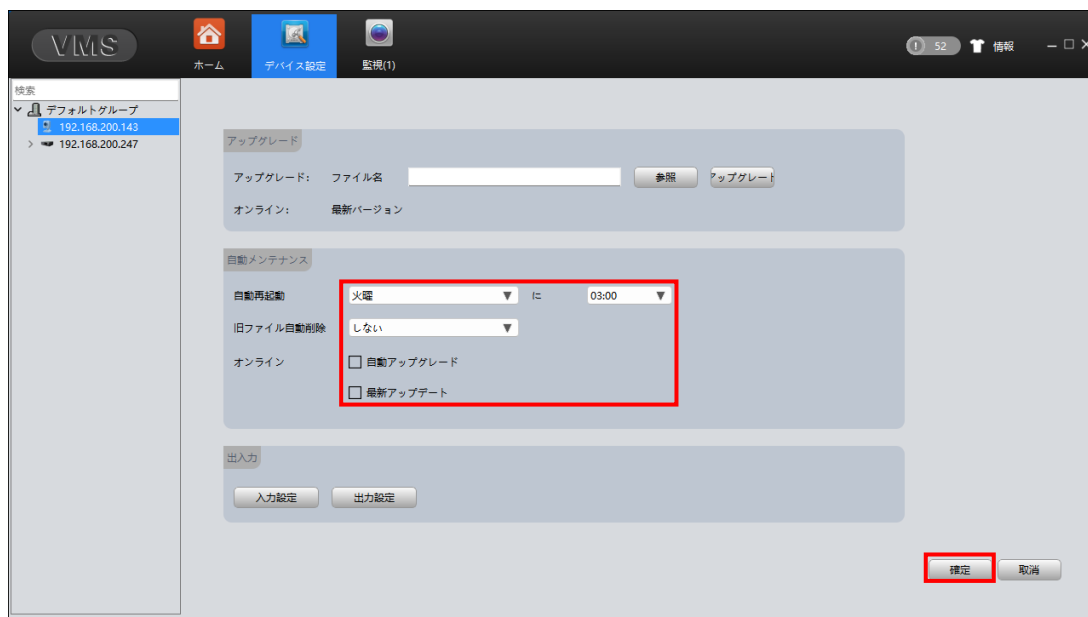 VMS
ホーム
デバイス設定
監視(1)
52
情報
検索
デフォルトグループ
192.168.200.143
192.168.200.247
アップグレード
アップグレード: ファイル名 参照 アップグレード
オンライン: 最新バージョン
自動メンテナンス
自動再起動 火曜 に 03:00
旧ファイル自動削除 しない
オンライン 自動アップグレード
最新アップデート
出入力
入力設定 出力設定
確定 取消